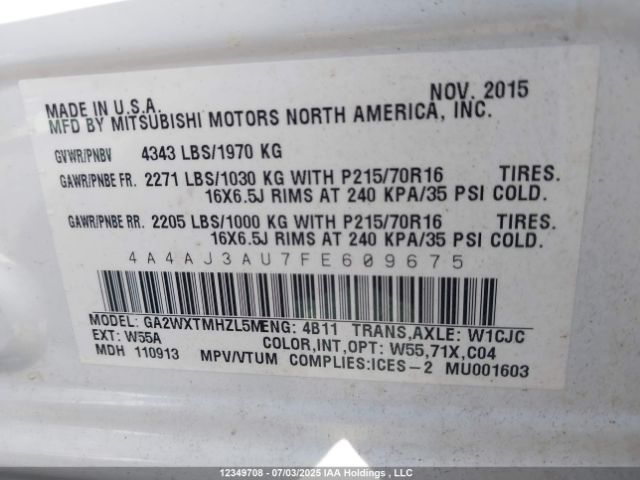 MADE IN U.S.A. NOV. 2015
MFD BY MITSUBISHI MOTORS NORTH AMERICA, INC.
GVWR/PNBV 4343 LBS/1970 KG
GAWR/PNBE FR. 2271 LBS/1030 KG WITH P215/70R16 TIRES.
16X6.5J RIMS AT 240 KPA/35 PSI COLD.
GAWR/PNBE RR. 2205 LBS/1000 KG WITH P215/70R16 TIRES.
16X6.5J RIMS AT 240 KPA/35 PSI COLD.
4A4AJ3AU7FE609675
MODEL: GA2WXTMHZL5M ENG: 4B11 TRANS,AXLE: W1CJC
EXT: W55A COLOR,INT,OPT: W55,71X,C04
MDH 110913 MPV/VTUM COMPLIES:ICES-2 MU001603
12349708 - 07/03/2025 IAA Holdings , LLC